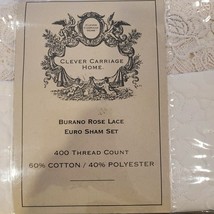 Clever Carriage
Home.
Burano Rose Lace
Euro Sham Set
400 Thread Count
60% Cotton / 40% Polyester